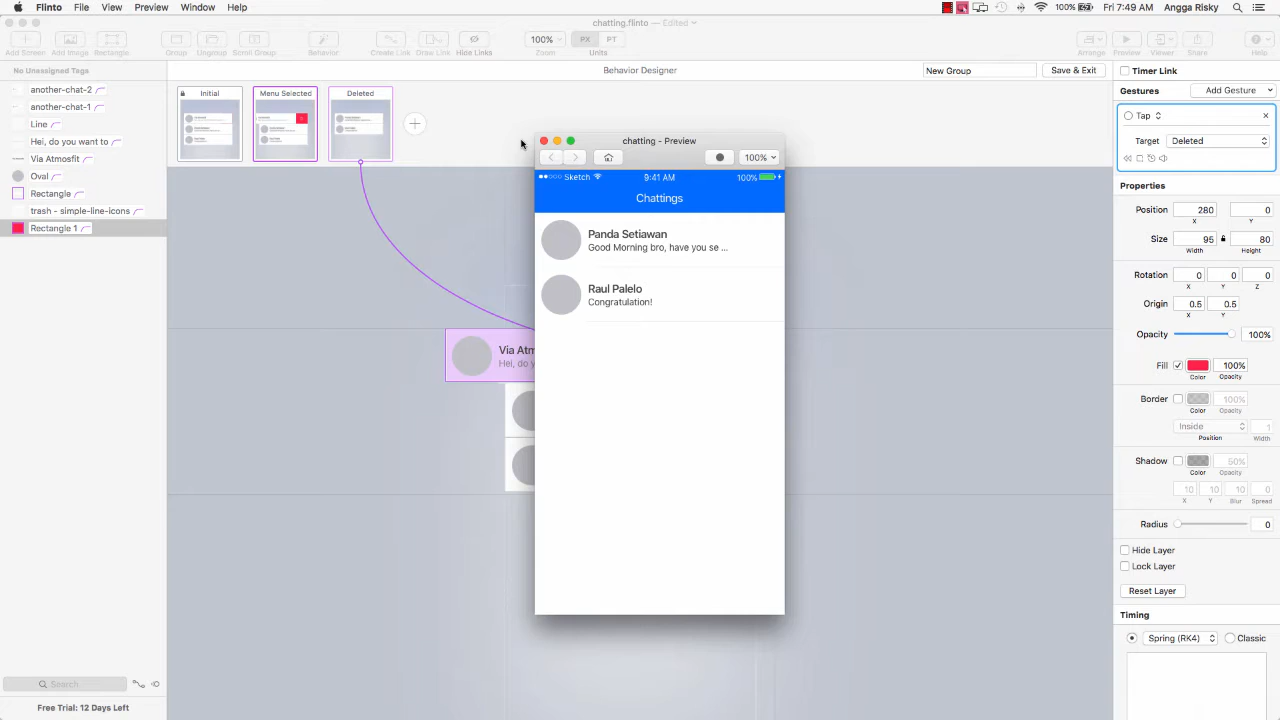 Flinto File View Preview Window Help
100% Fri 7:49 AM Angga Risky
chatting.flinto — Edited
Add Screen Add Image Rectangle Group Ungroup Scroll Group Behavior Create Link Draw Link Hide Links 100% Zoom PX PT Units Arrange Preview Viewer Share Help
No Unassigned Tags
another-chat-2
another-chat-1
Line
Hei, do you want to
Via Atmosfit
Oval
Rectangle
trash - simple-line-icons
Rectangle 1
Search
Free Trial: 12 Days Left
Behavior Designer
New Group
Save & Exit
Initial
Menu Selected
Deleted
Via Atm
Hei, do y
chatting - Preview
100%
Sketch 9:41 AM 100%
Chattings
Panda Setiawan
Good Morning bro, have you se ...
Raul Palelo
Congratulation!
Timer Link
Gestures: Add Gesture
Tap
Target Deleted
Properties
Position 280 0
X Y
Size 95 80
Width Height
Rotation 0 0 0
X Y Z
Origin 0.5 0.5
X Y
Opacity 100%
Fill 100%
Color Opacity
Border 100%
Color Opacity
Inside 1
Position Width
Shadow 50%
Color Opacity
10 10 10 0
X Y Blur Spread
Radius 0
Hide Layer
Lock Layer
Reset Layer
Timing
Spring (RK4) Classic